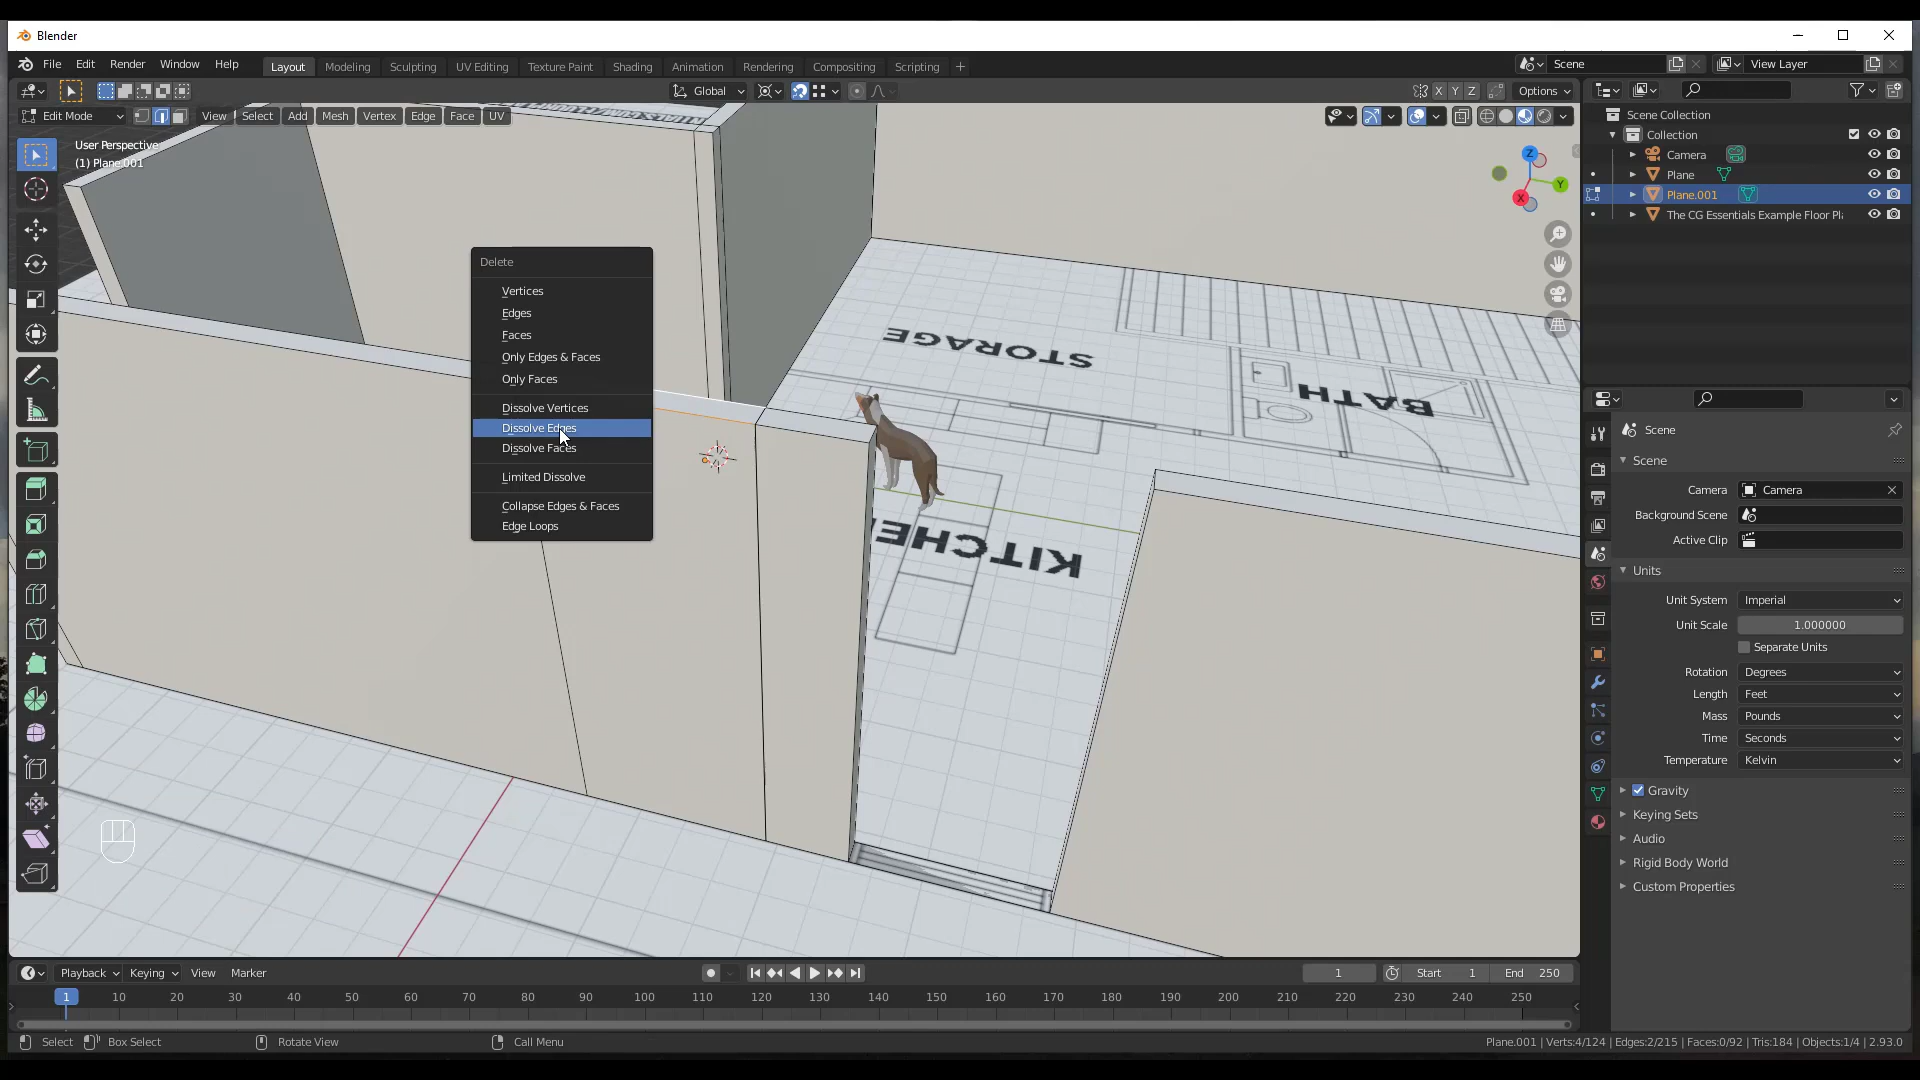 Blender
File Edit Render Window Help
Layout Modeling Sculpting UV Editing Texture Paint Shading Animation Rendering Compositing Scripting
Scene
View Layer
Global
X Y Z
Options
Edit Mode
View Select Add Mesh Vertex Edge Face UV
User Perspective
(1) Plane.001
Z
Y
X
Delete
Vertices
Edges
Faces
Only Edges & Faces
Only Faces
Dissolve Vertices
Dissolve Edges
Dissolve Faces
Limited Dissolve
Collapse Edges & Faces
Edge Loops
STORAGE
BATH
KITCHE
Scene Collection
Collection
Camera
Plane
Plane.001
The CG Essentials Example Floor Pl
Scene
Scene
Camera Camera
Background Scene
Active Clip
Units
Unit System Imperial
Unit Scale 1.000000
Separate Units
Rotation Degrees
Length Feet
Mass Pounds
Time Seconds
Temperature Kelvin
Gravity
Keying Sets
Audio
Rigid Body World
Custom Properties
Playback Keying View Marker
1
Start 1 End 250
1 10 20 30 40 50 60 70 80 90 100 110 120 130 140 150 160 170 180 190 200 210 220 230 240 250
Select Box Select Rotate View Call Menu
Plane.001 | Verts:4/124 | Edges:2/215 | Faces:0/92 | Tris:184 | Objects:1/4 | 2.93.0